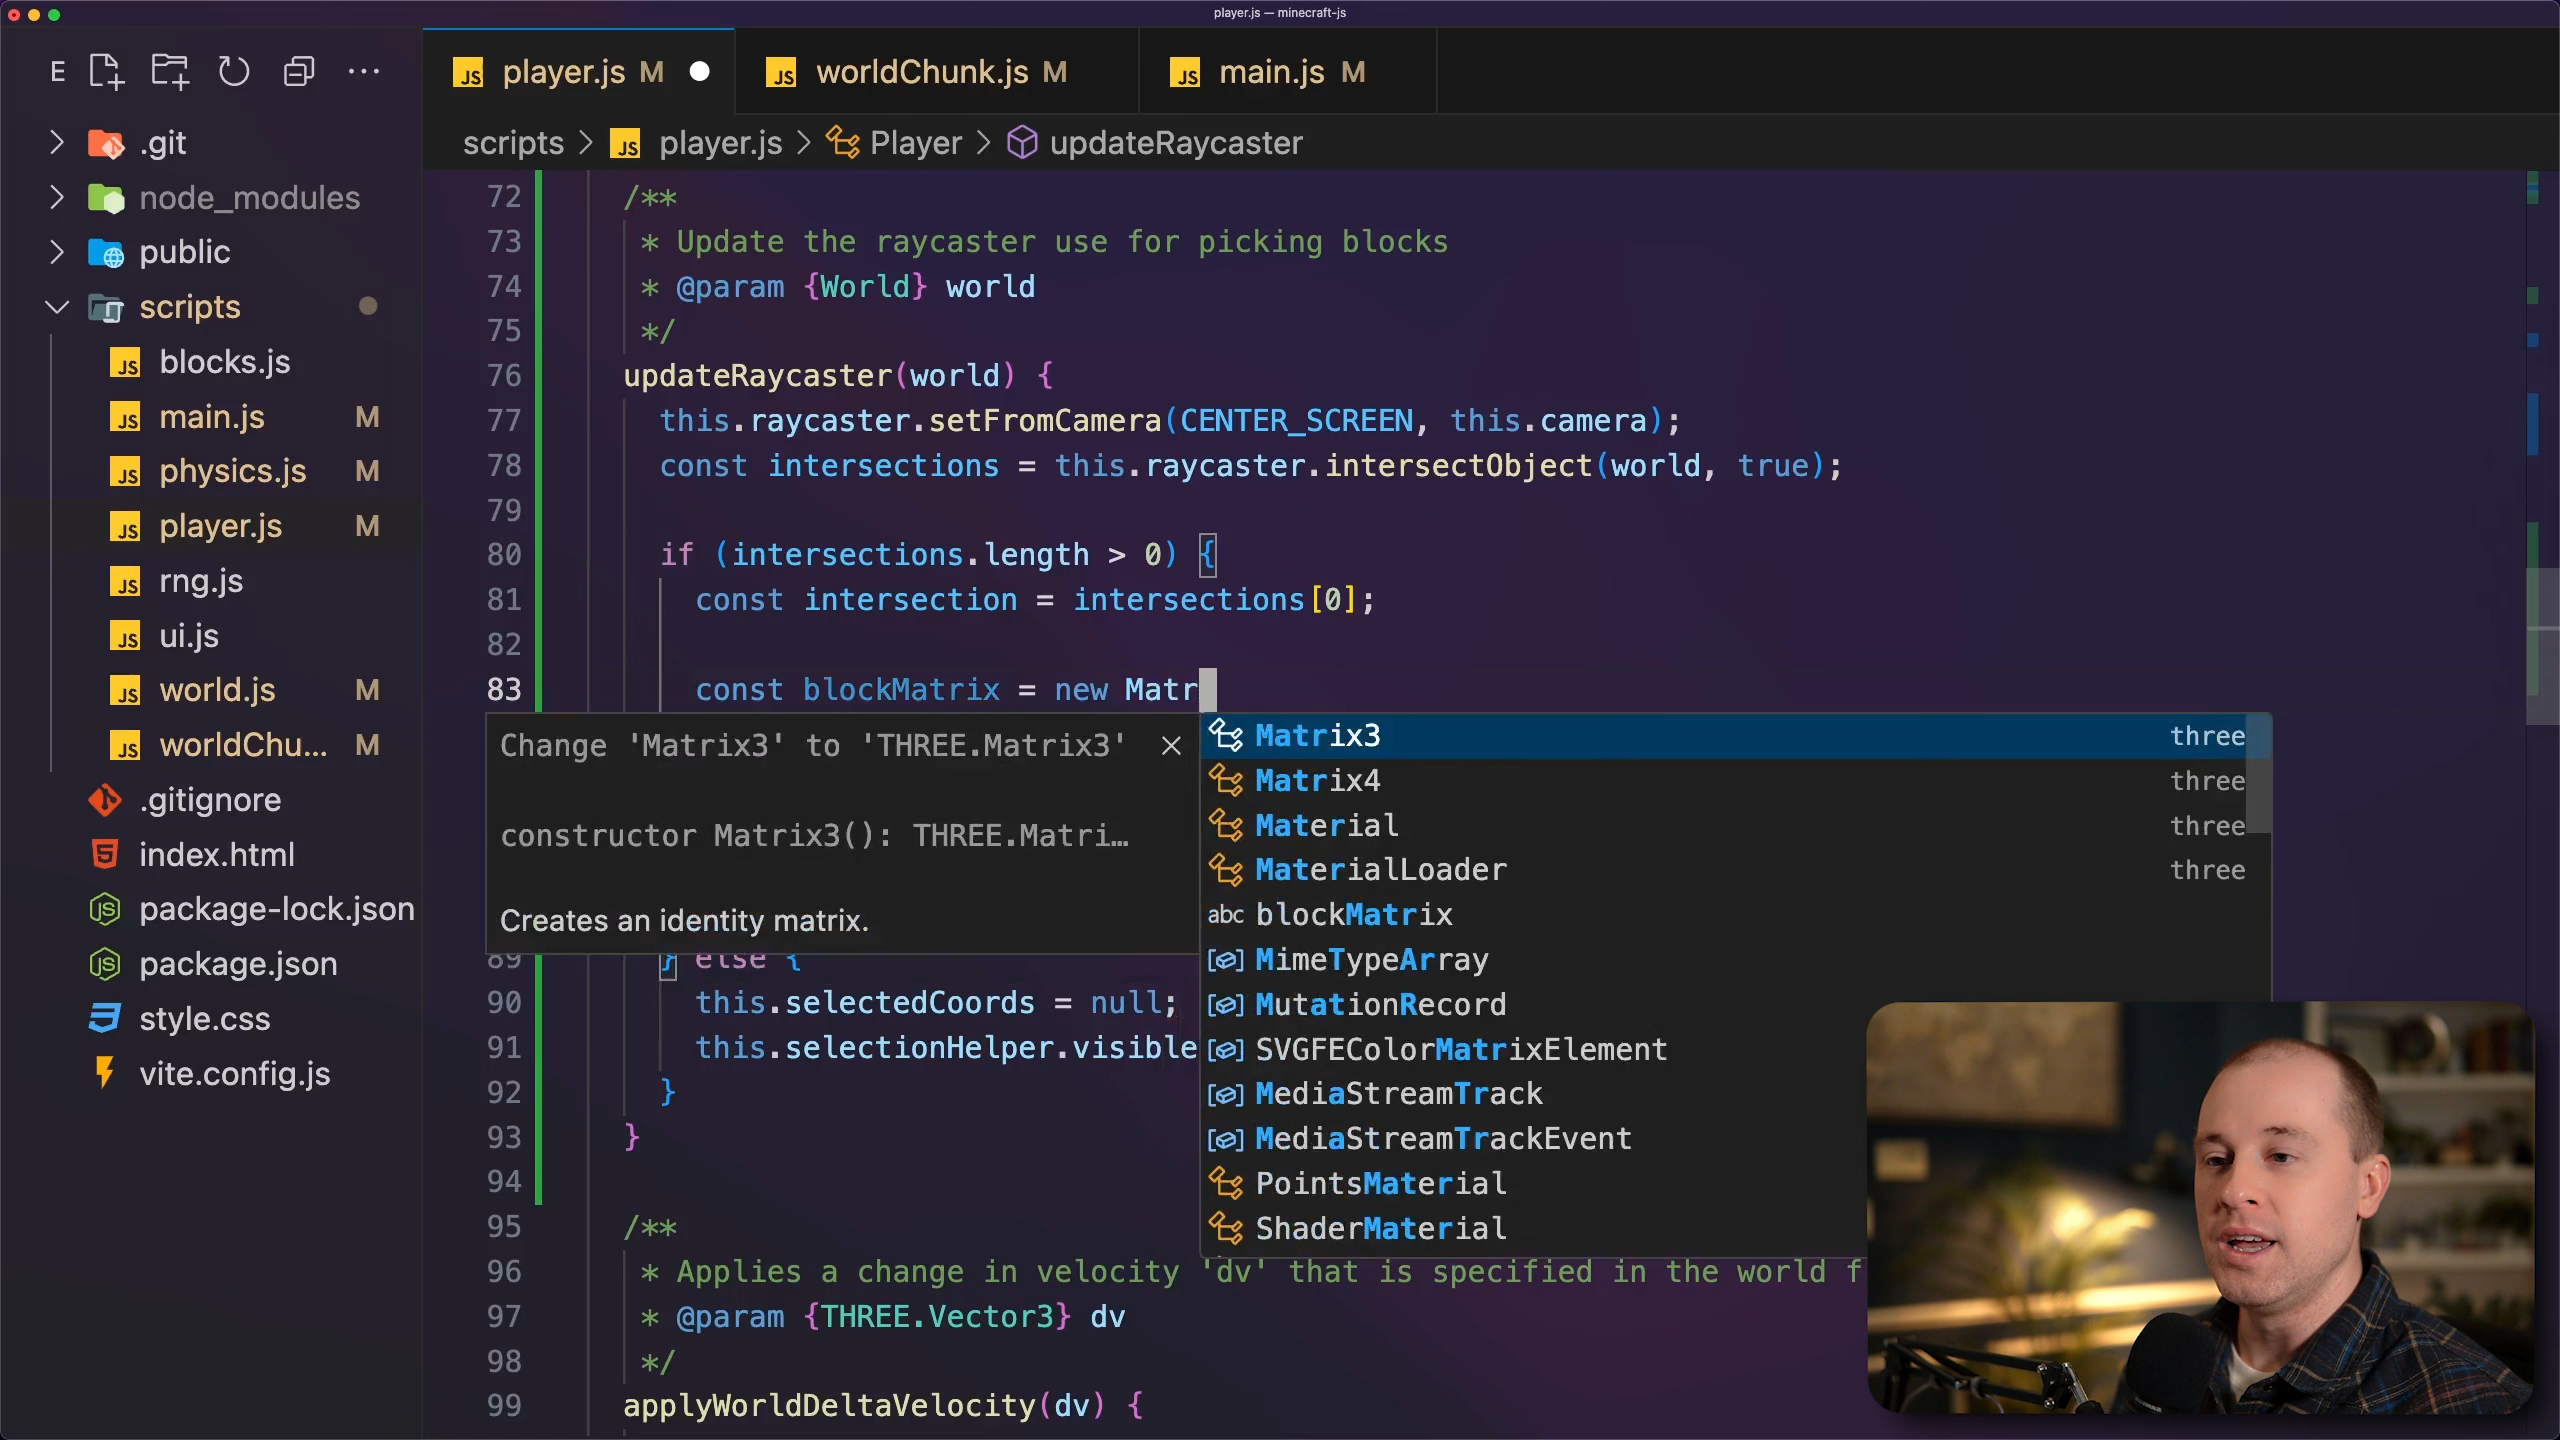 player.js — minecraft-js
E
JS player.js M
JS worldChunk.js M
JS main.js M
scripts > JS player.js > Player > updateRaycaster
.git
node_modules
public
scripts
JS blocks.js
JS main.js M
JS physics.js M
JS player.js M
JS rng.js
JS ui.js
JS world.js M
JS worldChu... M
.gitignore
index.html
package-lock.json
package.json
style.css
vite.config.js
72 /**
73 * Update the raycaster use for picking blocks
74 * @param {World} world
75 */
76 updateRaycaster(world) {
77 this.raycaster.setFromCamera(CENTER_SCREEN, this.camera);
78 const intersections = this.raycaster.intersectObject(world, true);
79
80 if (intersections.length > 0) {
81 const intersection = intersections[0];
82
83 const blockMatrix = new Matr
Change 'Matrix3' to 'THREE.Matrix3'
constructor Matrix3(): THREE.Matri…
Creates an identity matrix.
Matrix3 three
Matrix4 three
Material three
MaterialLoader three
abc blockMatrix
MimeTypeArray
MutationRecord
SVGFEColorMatrixElement
MediaStreamTrack
MediaStreamTrackEvent
PointsMaterial
ShaderMaterial
89 } else {
90 this.selectedCoords = null;
91 this.selectionHelper.visible
92 }
93 }
94
95 /**
96 * Applies a change in velocity 'dv' that is specified in the world f
97 * @param {THREE.Vector3} dv
98 */
99 applyWorldDeltaVelocity(dv) {